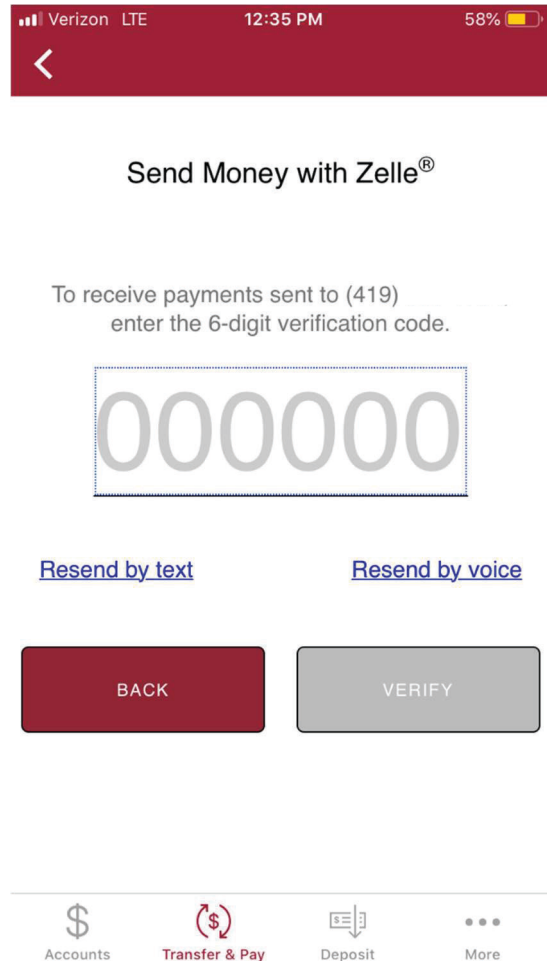 Verizon LTE 12:35 PM 58%
Send Money with Zelle®
To receive payments sent to (419)
enter the 6-digit verification code.
000000
Resend by text Resend by voice
BACK VERIFY
Accounts Transfer & Pay Deposit More